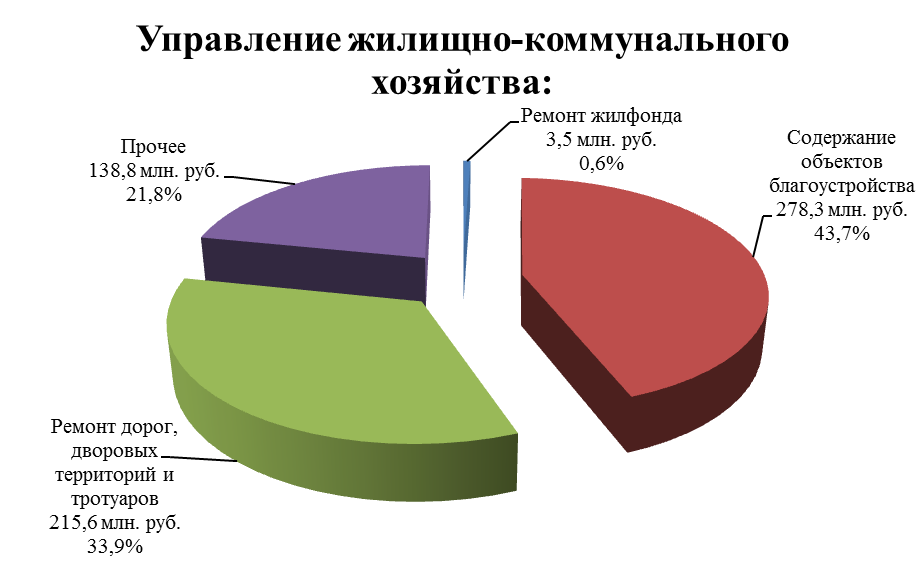 Управление жилищно-коммунального
хозяйства:
Ремонт жилфонда
3,5 млн. руб.
0,6%
Содержание
объектов
благоустройства
278,3 млн. руб.
43,7%
Прочее
138,8 млн. руб.
21,8%
Ремонт дорог,
дворовых
территорий и
тротуаров
215,6 млн. руб.
33,9%